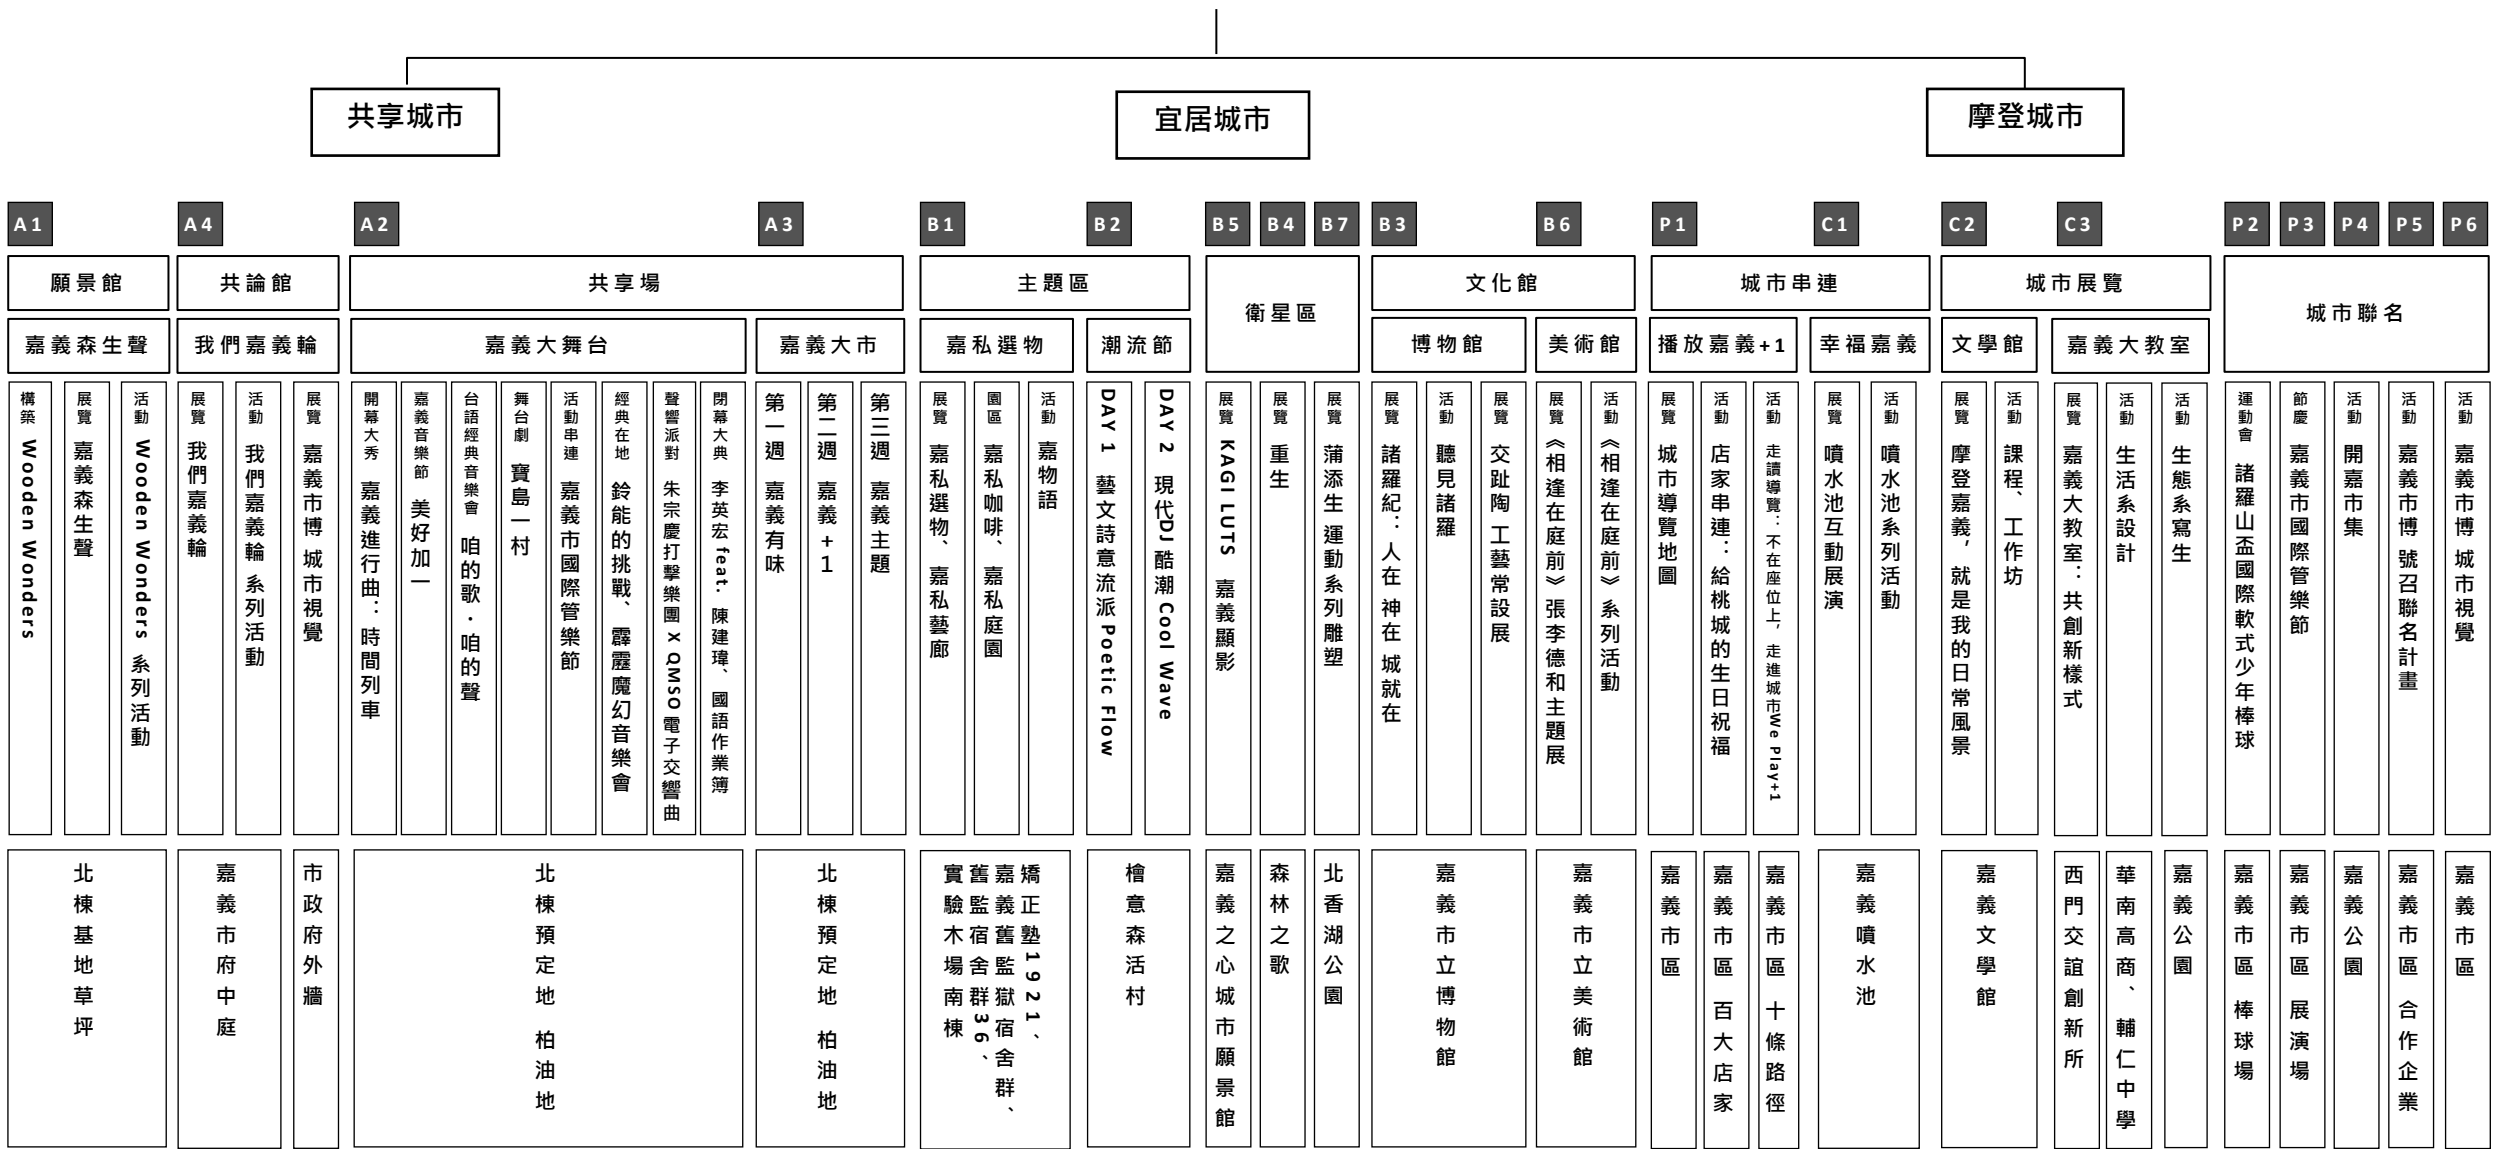 共享城市
宜居城市
摩登城市
A1
A4
A2
A3
B1
B2
B5
B4
B7
B3
B6
P1
C1
C2
C3
P2
P3
P4
P5
P6
願景館
共論館
共享場
主題區
衛星區
文化館
城市串連
城市展覽
城市聯名
嘉義森生聲
我們嘉義輪
嘉義大舞台
嘉義大市
嘉私選物
潮流節
博物館
美術館
播放嘉義+1
幸福嘉義
文學館
嘉義大教室
構築 Wooden Wonders
展覽 嘉義森生聲
活動 Wooden Wonders 系列活動
展覽 我們嘉義輪
活動 我們嘉義輪 系列活動
展覽 嘉義市博 城市視覺
開幕大秀 嘉義進行曲：時間列車
嘉義音樂節 美好加一
台語經典音樂會 咱的歌．咱的聲
舞台劇 寶島一村
活動串連 嘉義市國際管樂節
經典在地 鈴能的挑戰、霹靂魔幻音樂會
聲響派對 朱宗慶打擊樂團 X QMSO 電子交響曲
閉幕大典 李英宏 feat. 陳建瑋、國語作業簿
第一週 嘉義有味
第二週 嘉義+1
第三週 嘉義主題
展覽 嘉私選物、嘉私藝廊
園區 嘉私咖啡、嘉私庭園
活動 嘉物語
DAY 1 藝文詩意流派 Poetic Flow
DAY 2 現代DJ 酷潮 Cool Wave
展覽 KAGI LUTS 嘉義顯影
展覽 重生
展覽 蒲添生 運動系列雕塑
展覽 諸羅紀：人在 神在 城就在
活動 聽見諸羅
展覽 交趾陶 工藝常設展
展覽 《相逢在庭前》張李德和主題展
活動 《相逢在庭前》系列活動
展覽 城市導覽地圖
活動 店家串連：給桃城的生日祝福
活動 走讀導覽：不在座位上，走進城市We Play+1
展覽 噴水池互動展演
活動 噴水池系列活動
展覽 摩登嘉義，就是我的日常風景
活動 課程、工作坊
展覽 嘉義大教室：共創新樣式
活動 生活系設計
活動 生態系寫生
運動會 諸羅山盃國際軟式少年棒球
節慶 嘉義市國際管樂節
活動 開嘉市集
活動 嘉義市博 號召聯名計畫
活動 嘉義市博 城市視覺
北棟基地草坪
嘉義市府中庭
市政府外牆
北棟預定地 柏油地
北棟預定地 柏油地
矯正塾1921、
嘉義舊監獄宿舍群、
舊監宿舍群36、
實驗木場南棟
檜意森活村
嘉義之心城市願景館
森林之歌
北香湖公園
嘉義市立博物館
嘉義市立美術館
嘉義市區
嘉義市區 百大店家
嘉義市區 十條路徑
嘉義噴水池
嘉義文學館
西門交誼創新所
華南高商、輔仁中學
嘉義公園
嘉義市區 棒球場
嘉義市區 展演場
嘉義公園
嘉義市區 合作企業
嘉義市區